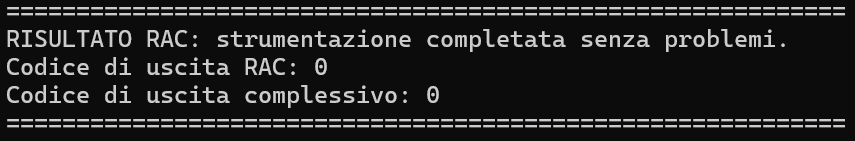 ============================================================
RISULTATO RAC: strumentazione completata senza problemi.
Codice di uscita RAC: 0
Codice di uscita complessivo: 0
============================================================